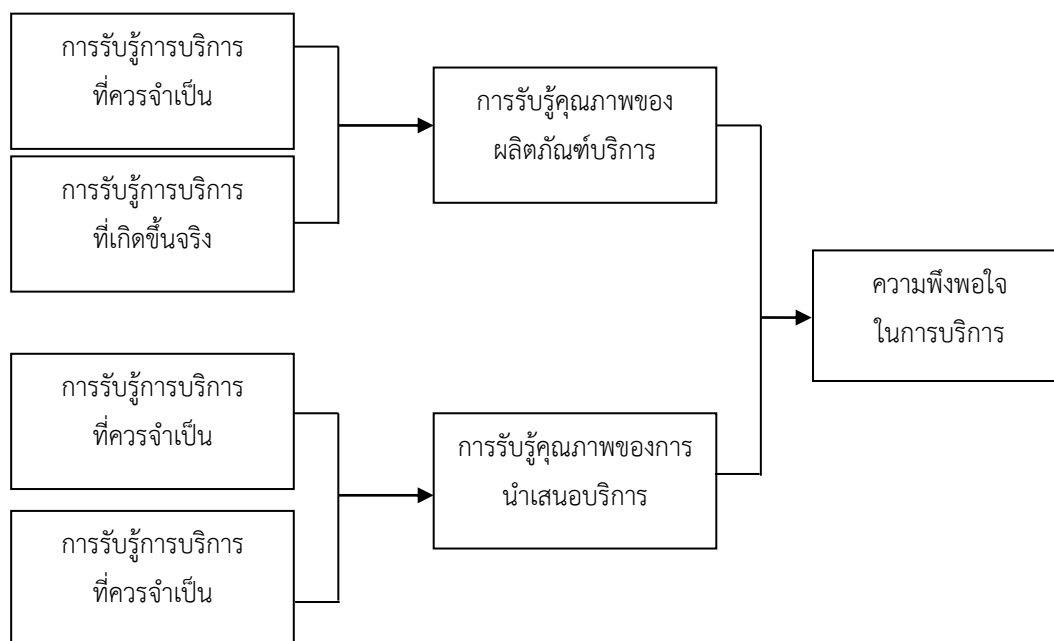 การรับรู้การบริการ
ที่ควรจำเป็น
การรับรู้การบริการ
ที่เกิดขึ้นจริง
การรับรู้คุณภาพของ
ผลิตภัณฑ์บริการ
ความพึงพอใจ
ในการบริการ
การรับรู้การบริการ
ที่ควรจำเป็น
การรับรู้การบริการ
ที่ควรจำเป็น
การรับรู้คุณภาพของการ
นำเสนอบริการ